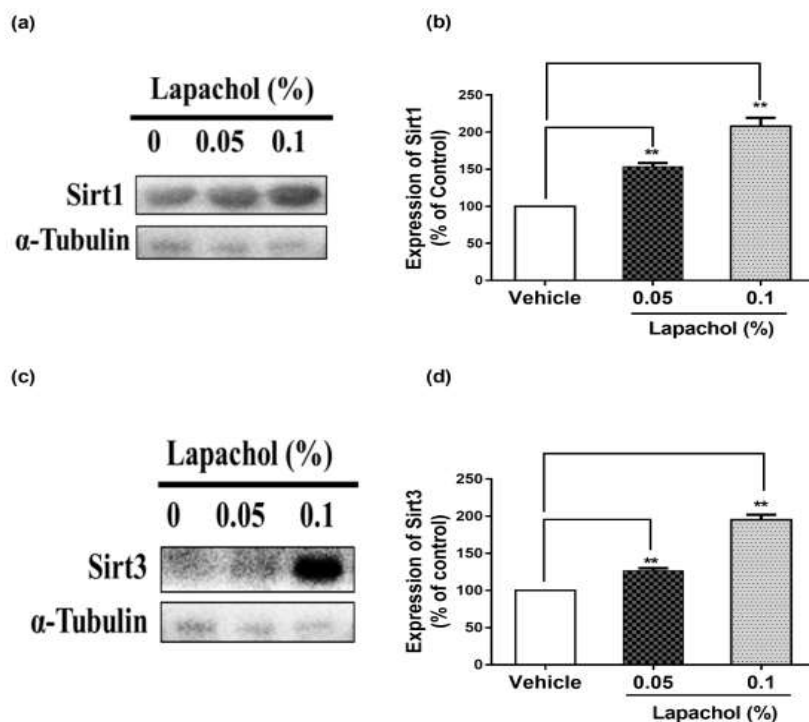 (a)
Lapachol (%)
0 0.05 0.1
Sirt1
α-Tubulin
(b)
Expression of Sirt1
(% of Control)
250
200
150
100
50
0
**
**
Vehicle 0.05 0.1
Lapachol (%)
(c)
Lapachol (%)
0 0.05 0.1
Sirt3
α-Tubulin
(d)
Expression of Sirt3
(% of control)
250
200
150
100
50
0
**
**
Vehicle 0.05 0.1
Lapachol (%)